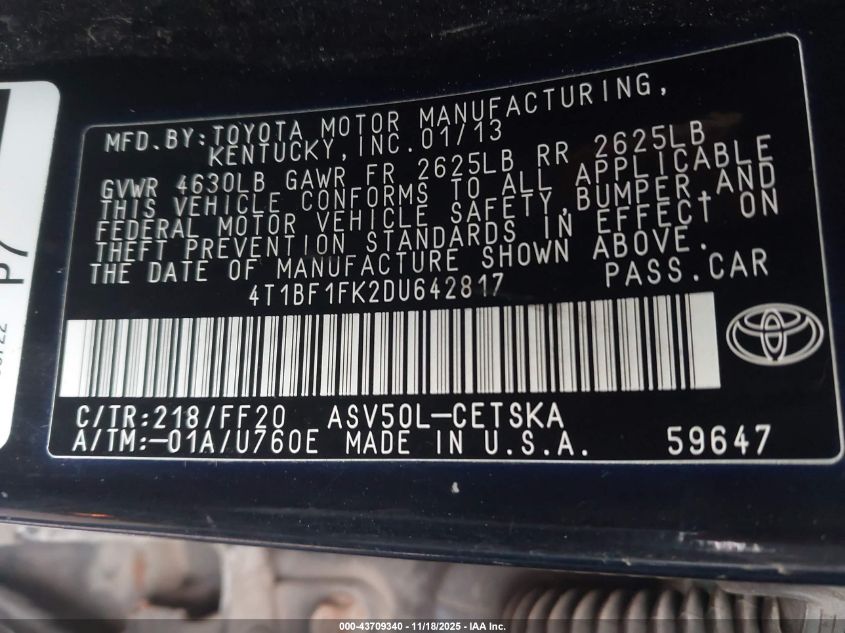 MFD.BY:TOYOTA MOTOR MANUFACTURING,
KENTUCKY,INC.01/13
GVWR 4630LB GAWR FR 2625LB RR 2625LB
THIS VEHICLE CONFORMS TO ALL APPLICABLE
FEDERAL MOTOR VEHICLE SAFETY,BUMPER,AND
THEFT PREVENTION STANDARDS IN EFFECT ON
THE DATE OF MANUFACTURE SHOWN ABOVE.
4T1BF1FK2DU642817 PASS.CAR
C/TR:218/FF20 ASV50L-CETSKA
A/TM:-01A/U760E MADE IN U.S.A. 59647
P7
000-43709340 - 11/18/2025 - IAA Inc.